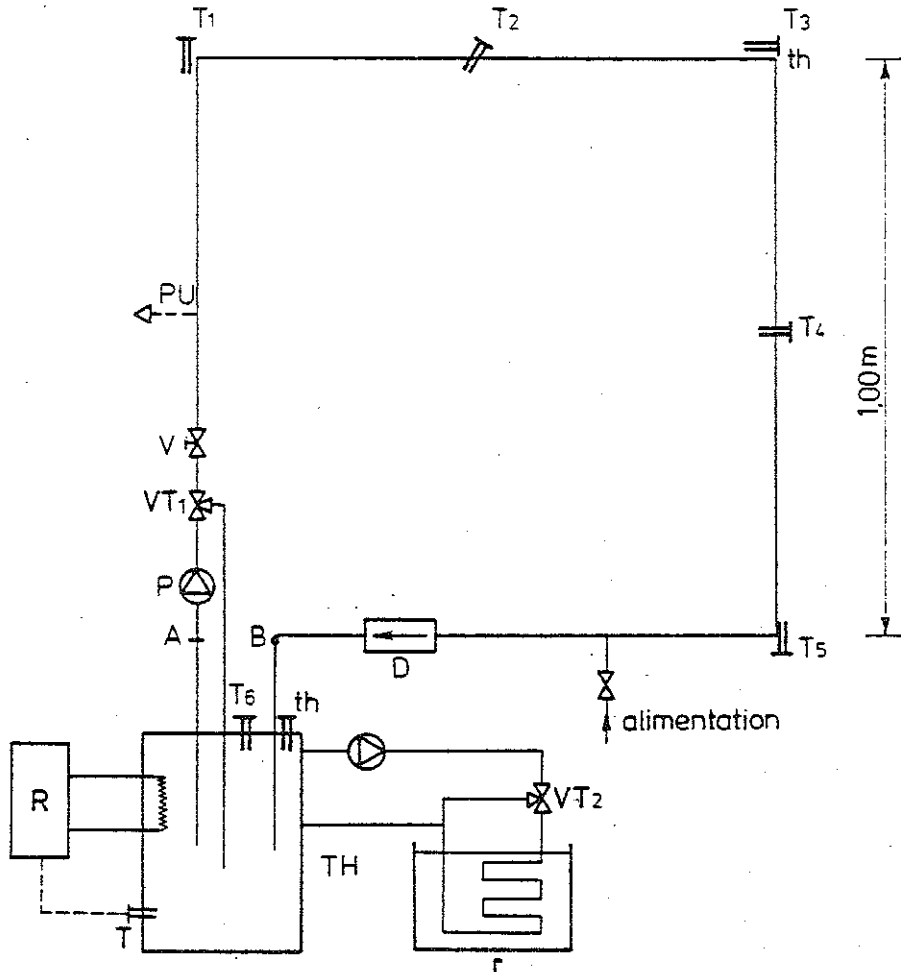 T1
T2
T3
th
PU
T4
1,00m
V
VT1
P
A
B
D
T5
T6
th
alimentation
R
VT2
TH
T
r